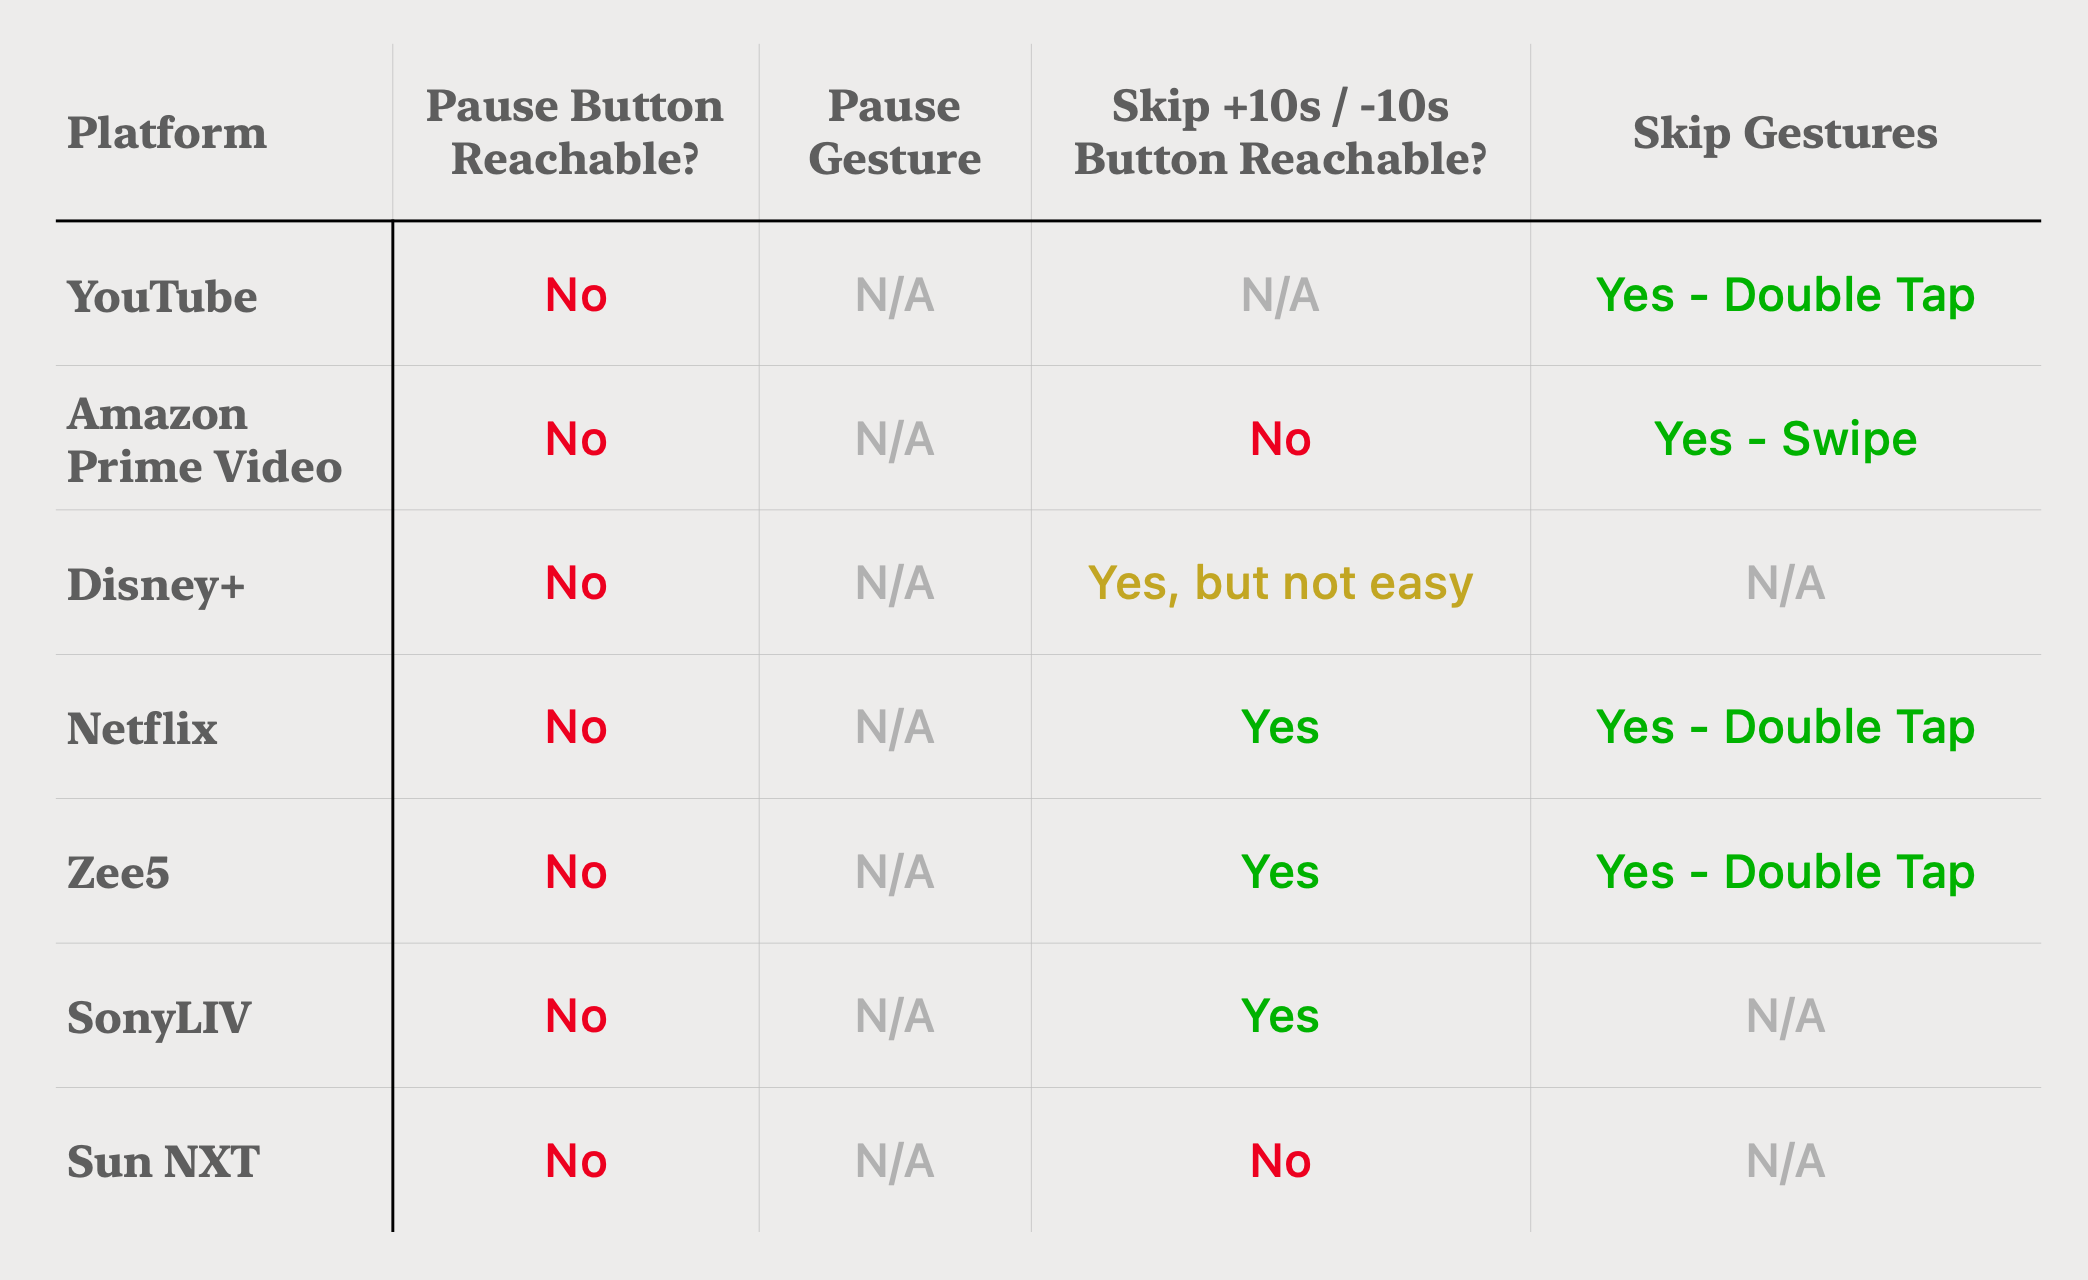 Platform
Pause Button
Reachable?
Pause
Gesture
Skip +10s / -10s
Button Reachable?
Skip Gestures
YouTube
No
N/A
N/A
Yes - Double Tap
Amazon
Prime Video
No
N/A
No
Yes - Swipe
Disney+
No
N/A
Yes, but not easy
N/A
Netflix
No
N/A
Yes
Yes - Double Tap
Zee5
No
N/A
Yes
Yes - Double Tap
SonyLIV
No
N/A
Yes
N/A
Sun NXT
No
N/A
No
N/A